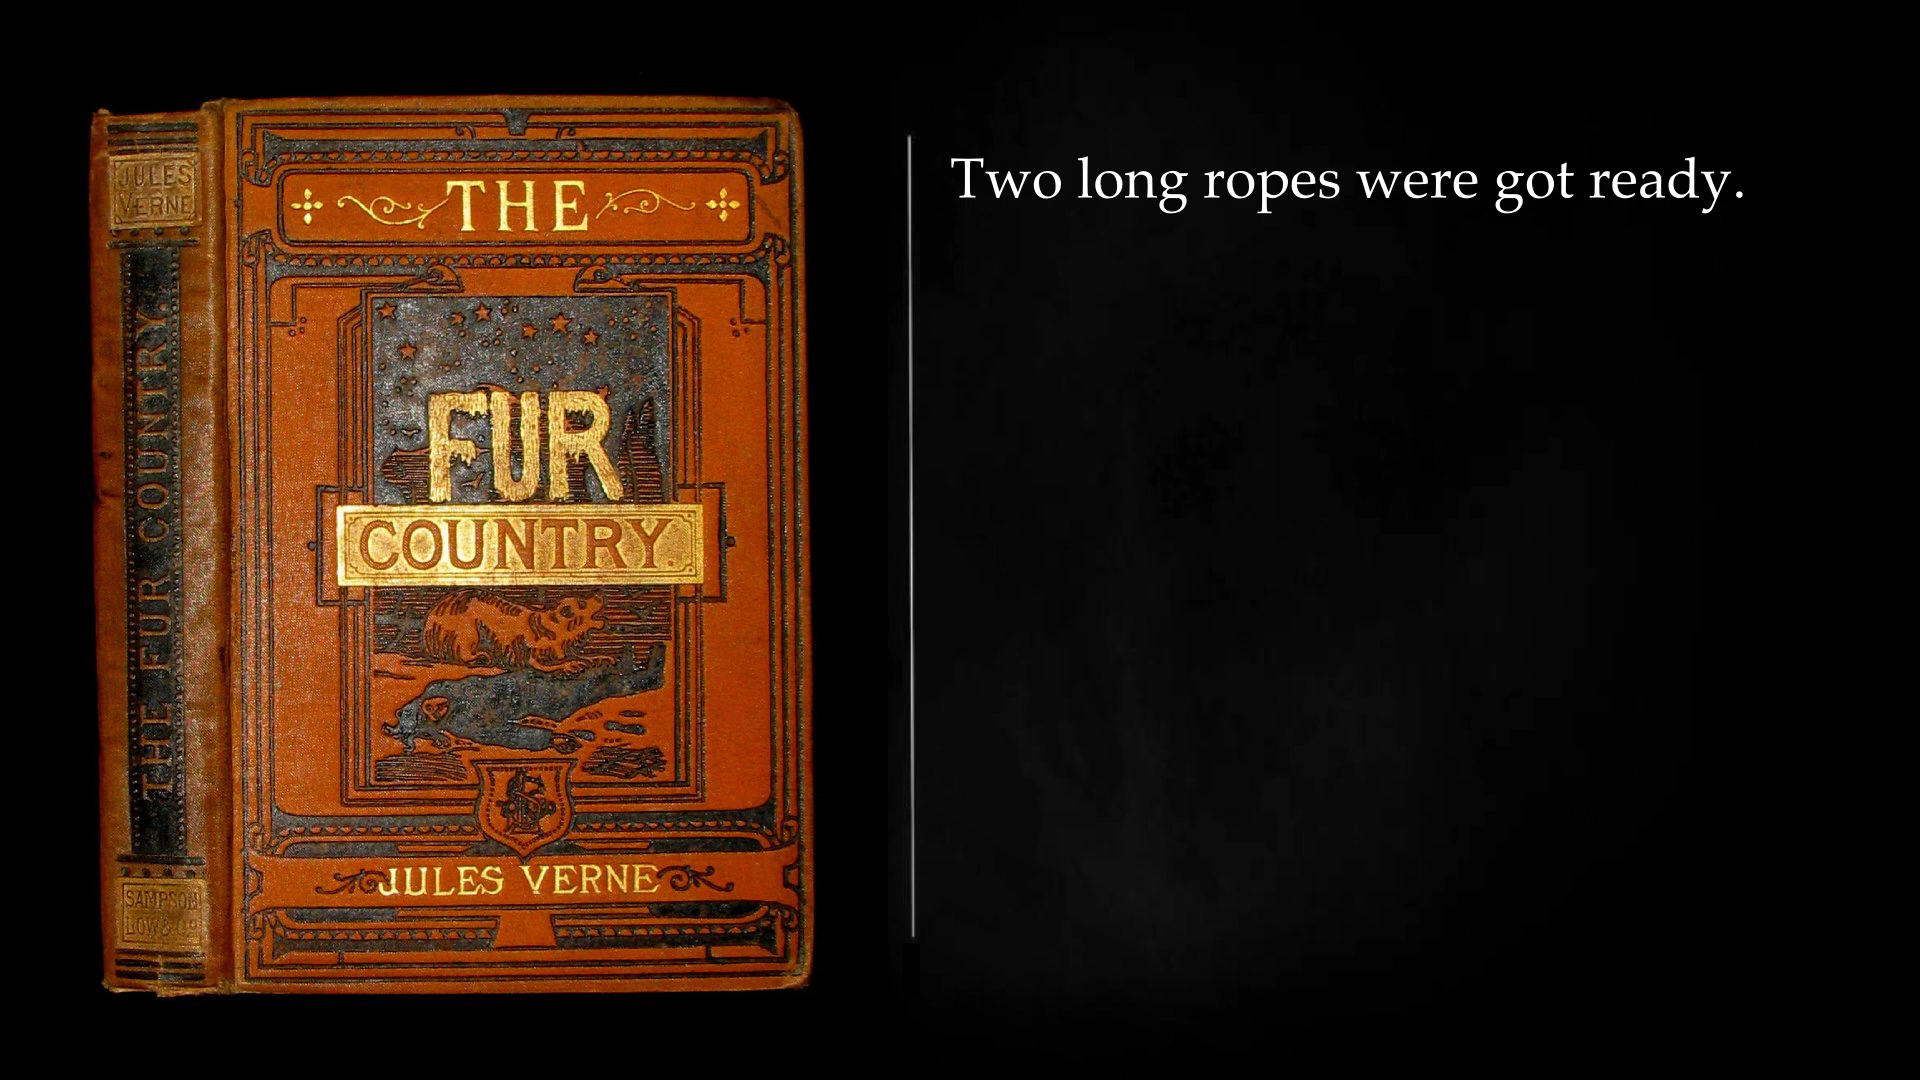 JULES
VERNE
THE FUR COUNTRY.
SAMPSON
LOW & Co
THE
FUR
COUNTRY.
JULES VERNE
Two long ropes were got ready.